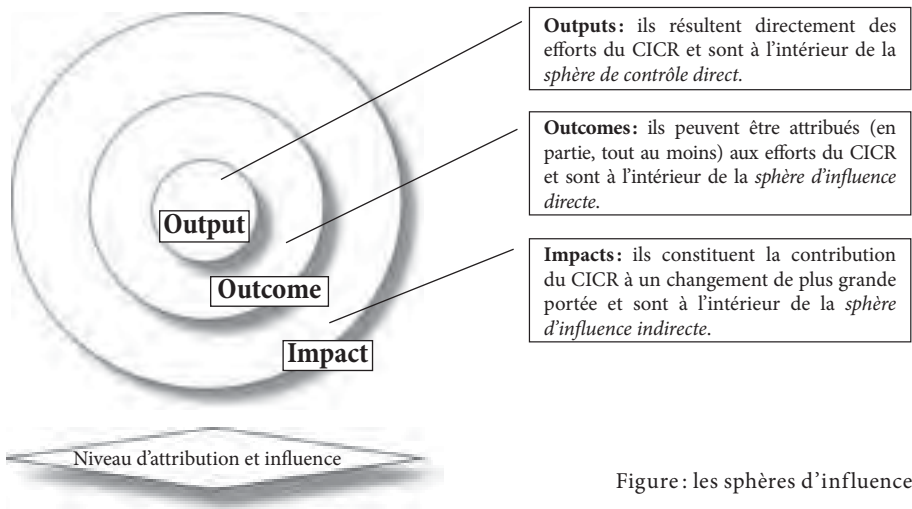 Outputs : ils résultent directement des
efforts du CICR et sont à l'intérieur de la
sphère de contrôle direct.
Outcomes : ils peuvent être attribués (en
partie, tout au moins) aux efforts du CICR
et sont à l'intérieur de la sphère d'influence
directe.
Impacts : ils constituent la contribution
du CICR à un changement de plus grande
portée et sont à l'intérieur de la sphère
d'influence indirecte.
Output
Outcome
Impact
Niveau d'attribution et influence
Figure : les sphères d'influence